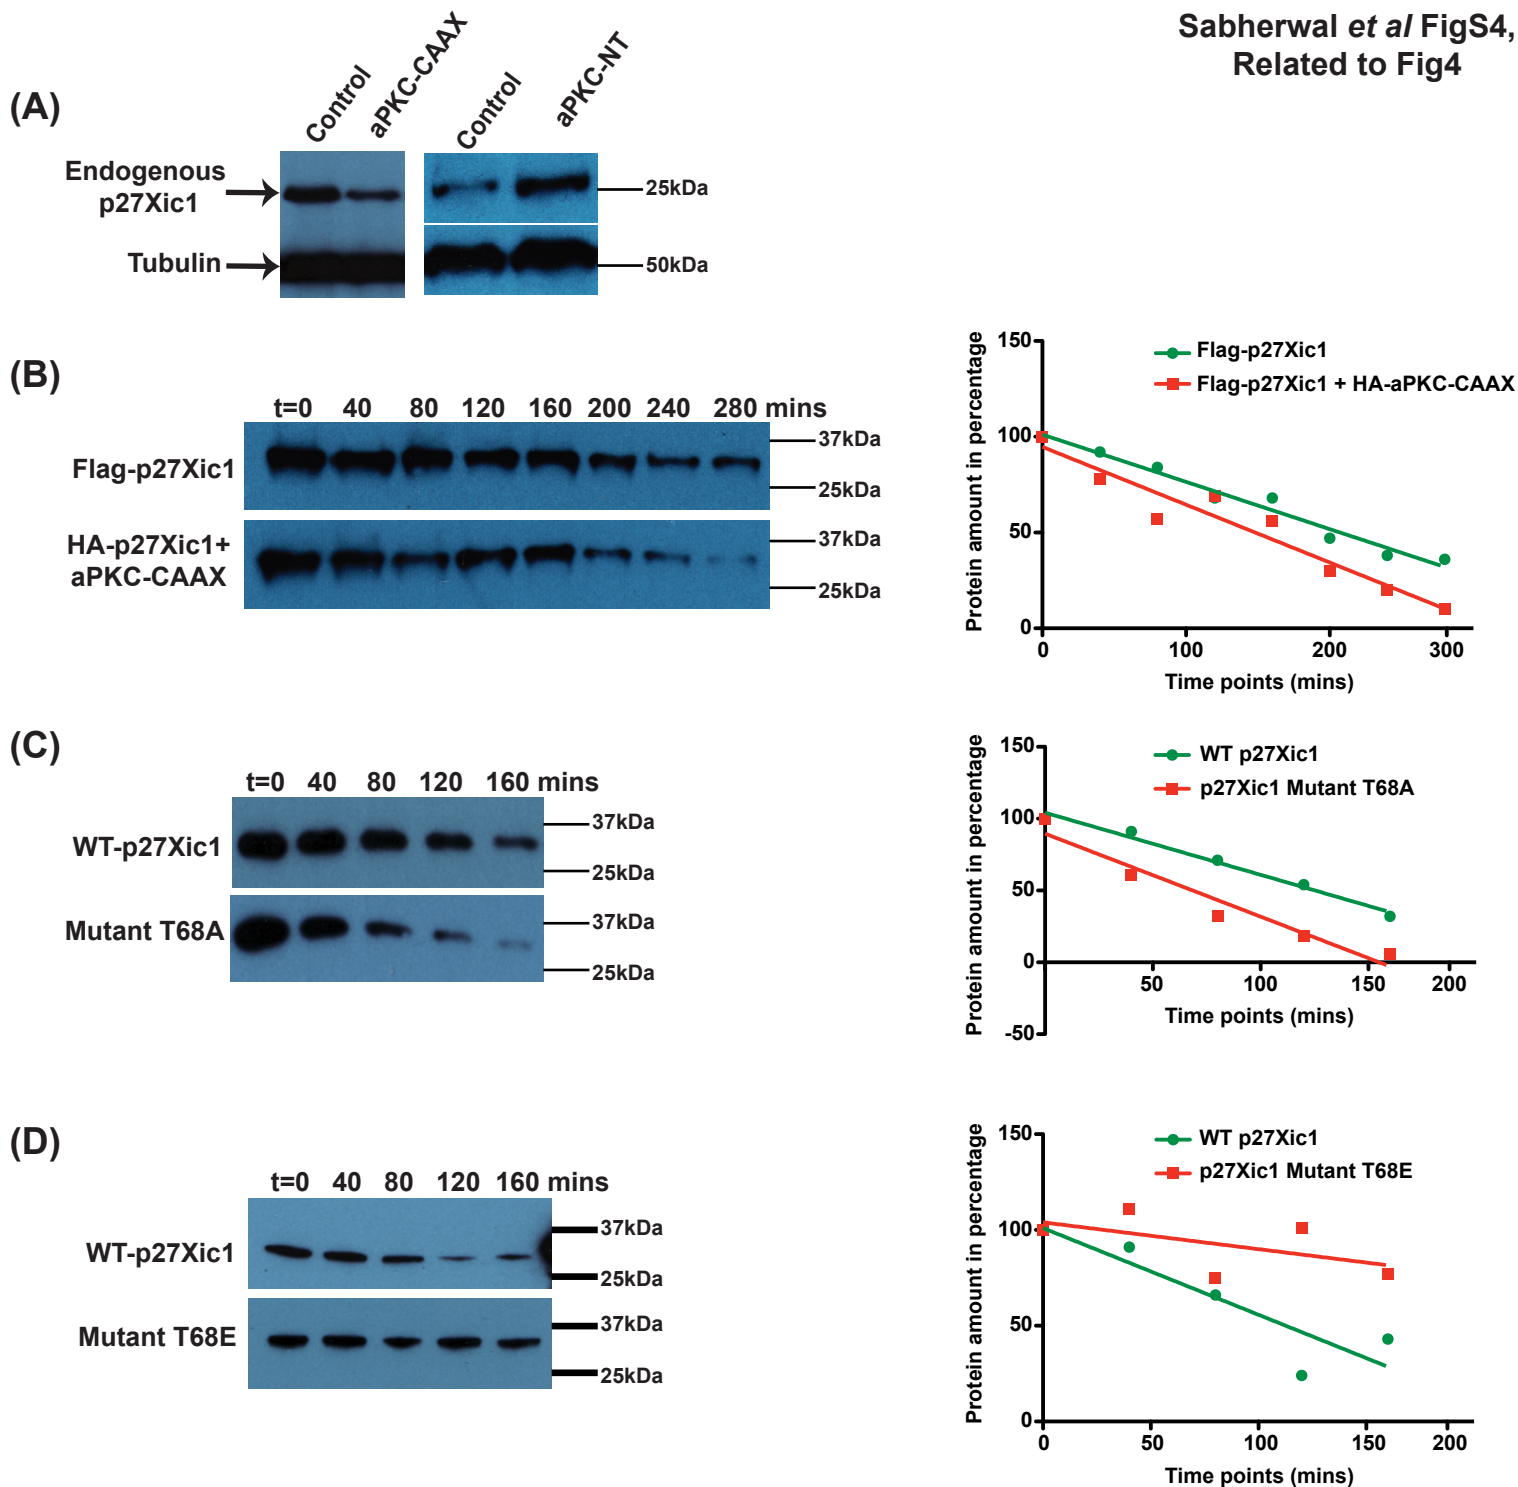 Sabherwal et al FigS4,
Related to Fig4
(A)
Control
aPKC-CAAX
Control
aPKC-NT
Endogenous
p27Xic1
25kDa
Tubulin
50kDa
(B)
t=0 40 80 120 160 200 240 280 mins
Flag-p27Xic1
37kDa
25kDa
HA-p27Xic1+
aPKC-CAAX
37kDa
25kDa
Protein amount in percentage
150
100
50
0
Flag-p27Xic1
Flag-p27Xic1 + HA-aPKC-CAAX
0 100 200 300
Time points (mins)
(C)
t=0 40 80 120 160 mins
WT-p27Xic1
37kDa
25kDa
Mutant T68A
37kDa
25kDa
Protein amount in percentage
150
100
50
0
-50
WT p27Xic1
p27Xic1 Mutant T68A
50 100 150 200
Time points (mins)
(D)
t=0 40 80 120 160 mins
WT-p27Xic1
37kDa
25kDa
Mutant T68E
37kDa
25kDa
Protein amount in percentage
150
100
50
0
WT p27Xic1
p27Xic1 Mutant T68E
0 50 100 150 200
Time points (mins)